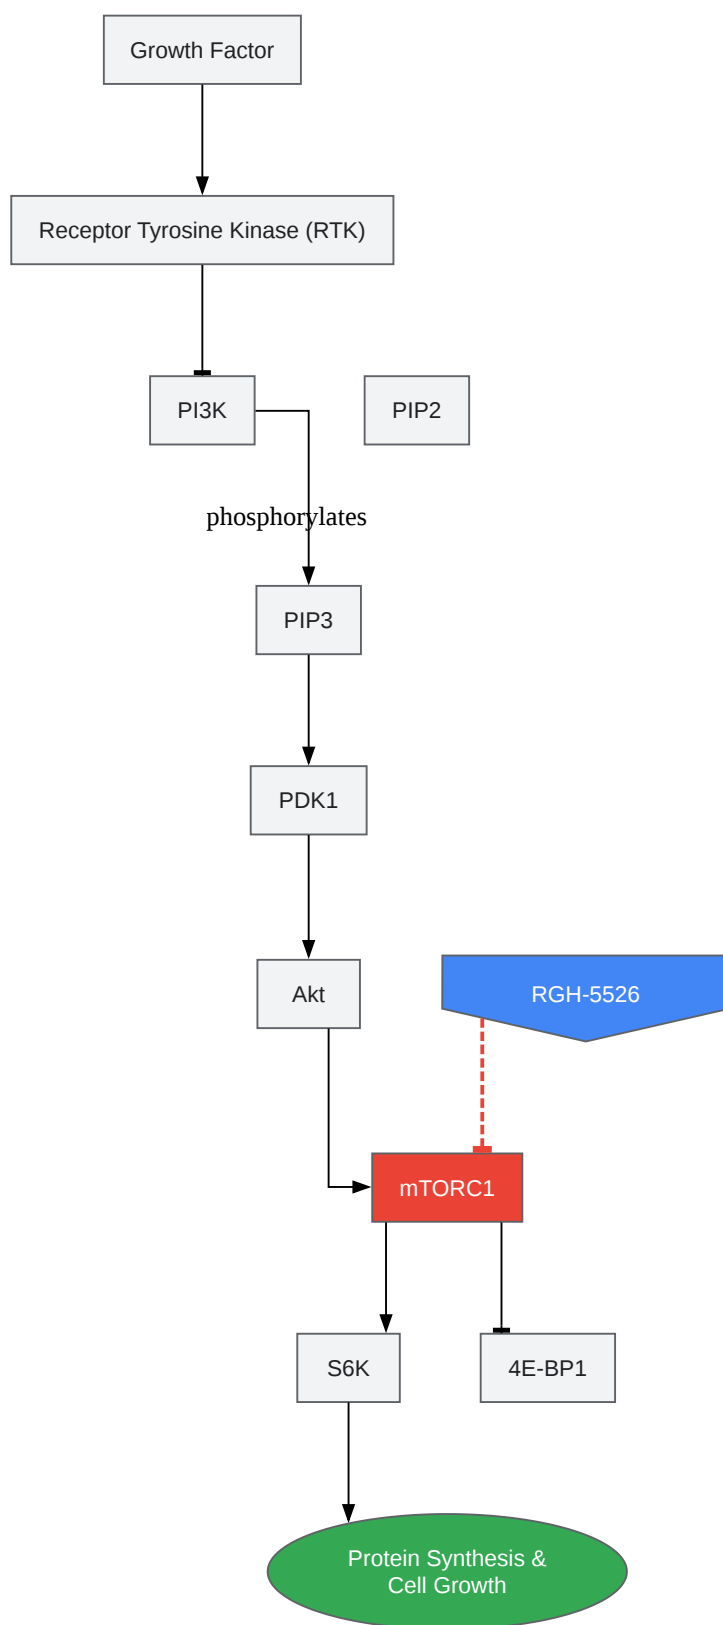 Growth Factor
Receptor Tyrosine Kinase (RTK)
PI3K
PIP2
phosphorylates
PIP3
PDK1
Akt
RGH-5526
mTORC1
S6K
4E-BP1
Protein Synthesis &
Cell Growth